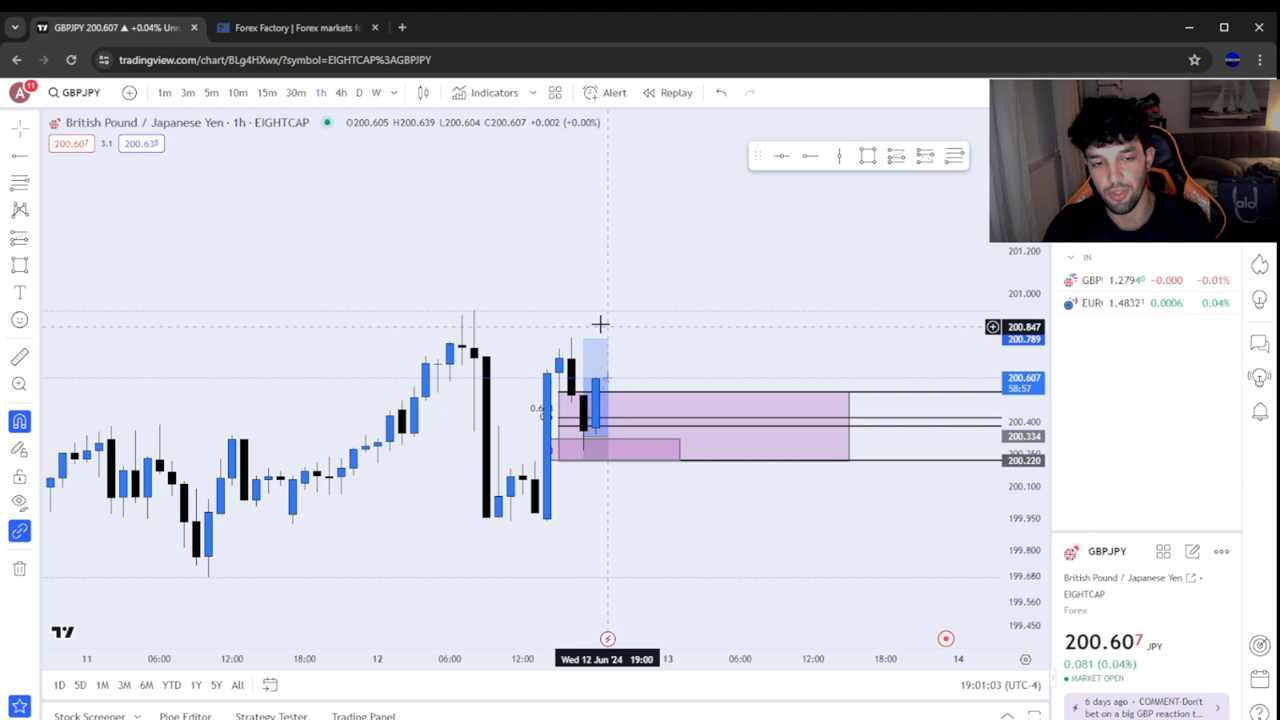 GBPJPY 200.607 ▲ +0.04% Unn
Forex Factory | Forex markets fo
tradingview.com/chart/BLg4HXwx/?symbol=EIGHTCAP%3AGBPJPY
A 11 GBPJPY 1m 3m 5m 10m 15m 30m 1h 4h D W Indicators Alert Replay
British Pound / Japanese Yen · 1h · EIGHTCAP O200.605 H200.639 L200.604 C200.607 +0.002 (+0.00%)
200.607 3.1 200.638
alo
201.200
201.000
200.847
200.789
200.607
58:57
200.400
200.334
200.220
200.100
199.950
199.800
199.680
199.560
199.450
IN
GBP 1.27940 -0.000 -0.01%
EUR 1.48321 0.0006 0.04%
GBPJPY
British Pound / Japanese Yen
EIGHTCAP
Forex
200.607 JPY
0.081 (0.04%)
MARKET OPEN
6 days ago · COMMENT-Don't
bet on a big GBP reaction t...
11 06:00 12:00 18:00 12 06:00 12:00 Wed 12 Jun '24 19:00 13 06:00 12:00 18:00 14
1D 5D 1M 3M 6M YTD 1Y 5Y All 19:01:03 (UTC-4)
Stock Screener Pine Editor Strategy Tester Trading Panel